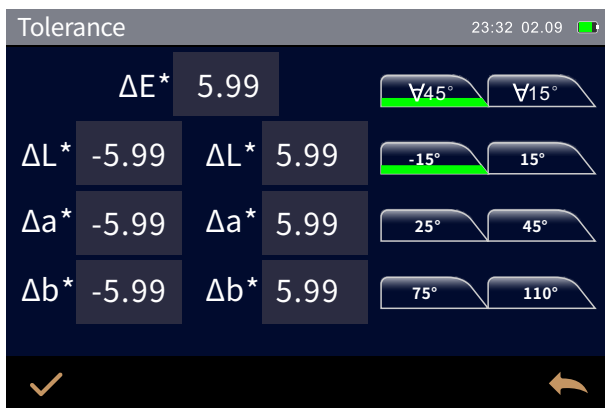 Tolerance 23:32 02.09
ΔE* 5.99 ∀45° ∀15°
ΔL* -5.99 ΔL* 5.99 -15° 15°
Δa* -5.99 Δa* 5.99 25° 45°
Δb* -5.99 Δb* 5.99 75° 110°